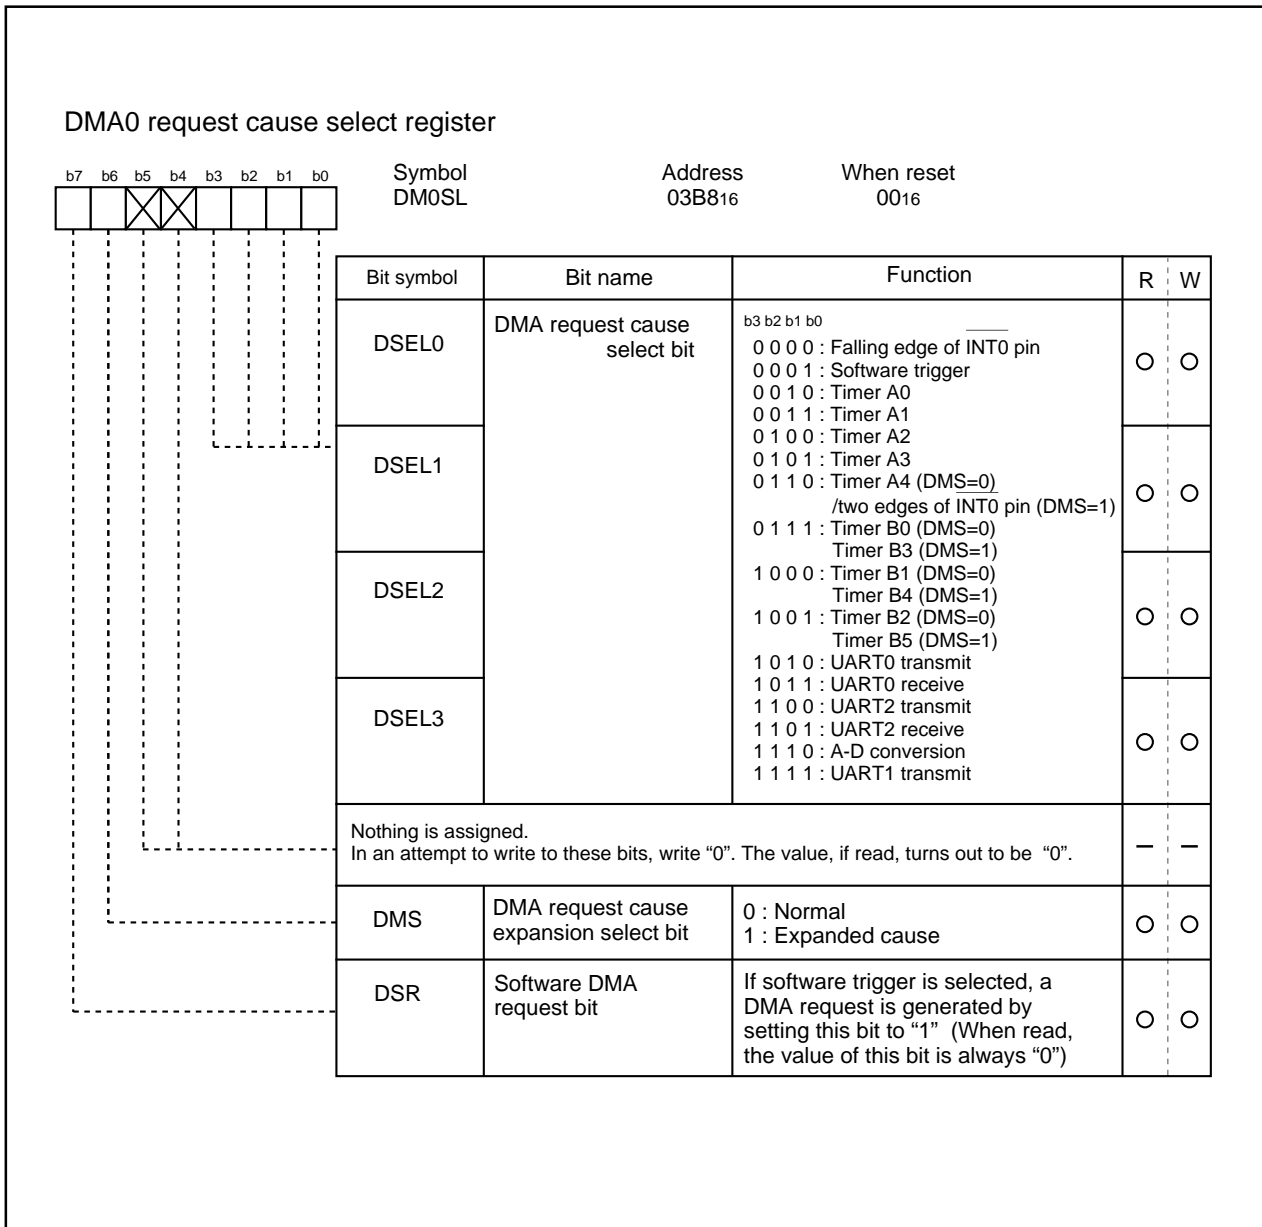 DMA0 request cause select register
b7 b6 b5 b4 b3 b2 b1 b0
Symbol Address When reset
DM0SL 03B816 0016
Bit symbol Bit name Function R W
DSEL0
DSEL1
DSEL2
DSEL3
DMA request cause
select bit
b3 b2 b1 b0
0 0 0 0 : Falling edge of INT0 pin
0 0 0 1 : Software trigger
0 0 1 0 : Timer A0
0 0 1 1 : Timer A1
0 1 0 0 : Timer A2
0 1 0 1 : Timer A3
0 1 1 0 : Timer A4 (DMS=0)
/two edges of INT0 pin (DMS=1)
0 1 1 1 : Timer B0 (DMS=0)
Timer B3 (DMS=1)
1 0 0 0 : Timer B1 (DMS=0)
Timer B4 (DMS=1)
1 0 0 1 : Timer B2 (DMS=0)
Timer B5 (DMS=1)
1 0 1 0 : UART0 transmit
1 0 1 1 : UART0 receive
1 1 0 0 : UART2 transmit
1 1 0 1 : UART2 receive
1 1 1 0 : A-D conversion
1 1 1 1 : UART1 transmit
Nothing is assigned.
In an attempt to write to these bits, write “0”. The value, if read, turns out to be “0”.
– –
DMS
DMA request cause
expansion select bit
0 : Normal
1 : Expanded cause
DSR
Software DMA
request bit
If software trigger is selected, a
DMA request is generated by
setting this bit to “1” (When read,
the value of this bit is always “0”)